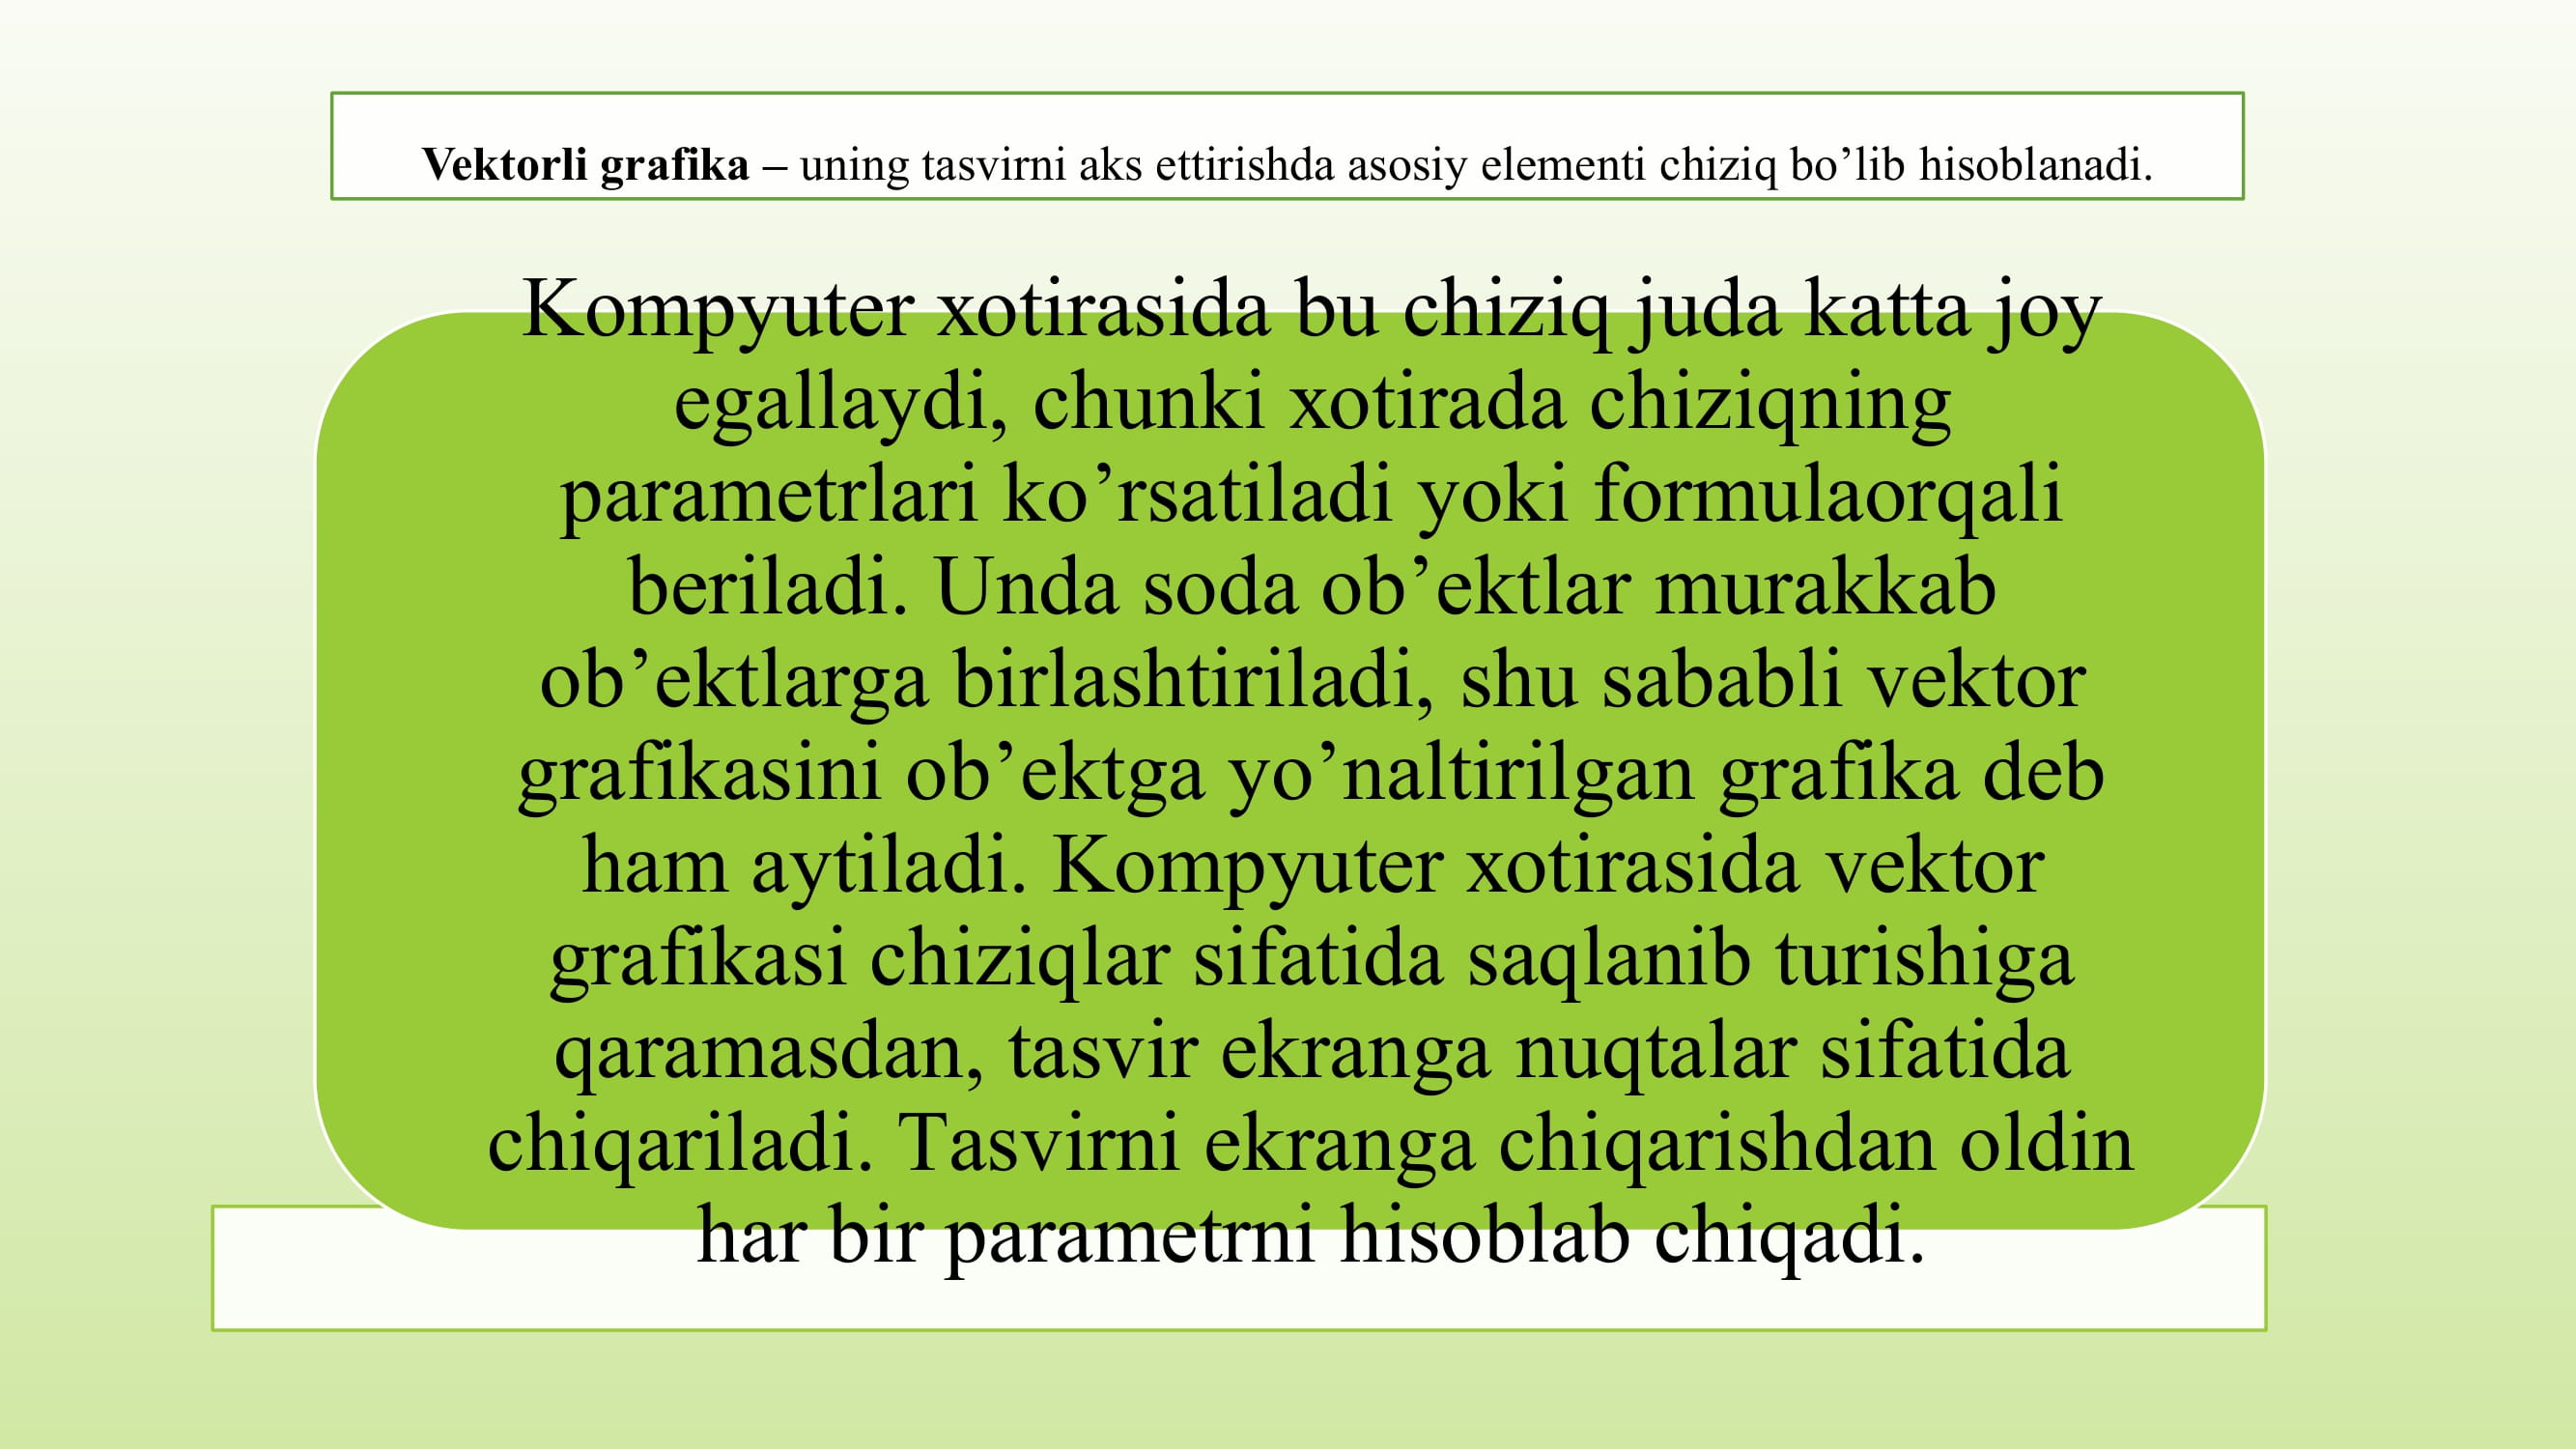 Vektorli grafika – uning tasvirni aks ettirishda asosiy elementi chiziq bo’lib hisoblanadi.
Kompyuter xotirasida bu chiziq juda katta joy
egallaydi, chunki xotirada chiziqning
parametrlari ko’rsatiladi yoki formulaorqali
beriladi. Unda soda ob’ektlar murakkab
ob’ektlarga birlashtiriladi, shu sababli vektor
grafikasini ob’ektga yo’naltirilgan grafika deb
ham aytiladi. Kompyuter xotirasida vektor
grafikasi chiziqlar sifatida saqlanib turishiga
qaramasdan, tasvir ekranga nuqtalar sifatida
chiqariladi. Tasvirni ekranga chiqarishdan oldin
har bir parametrni hisoblab chiqadi.